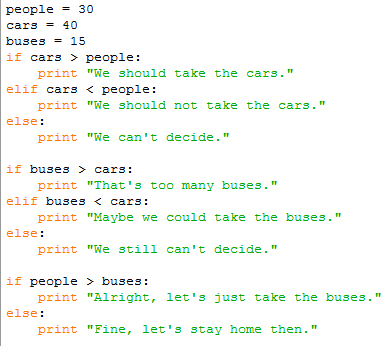 people = 30
cars = 40
buses = 15
if cars > people:
    print "We should take the cars."
elif cars < people:
    print "We should not take the cars."
else:
    print "We can't decide."

if buses > cars:
    print "That's too many buses."
elif buses < cars:
    print "Maybe we could take the buses."
else:
    print "We still can't decide."

if people > buses:
    print "Alright, let's just take the buses."
else:
    print "Fine, let's stay home then."